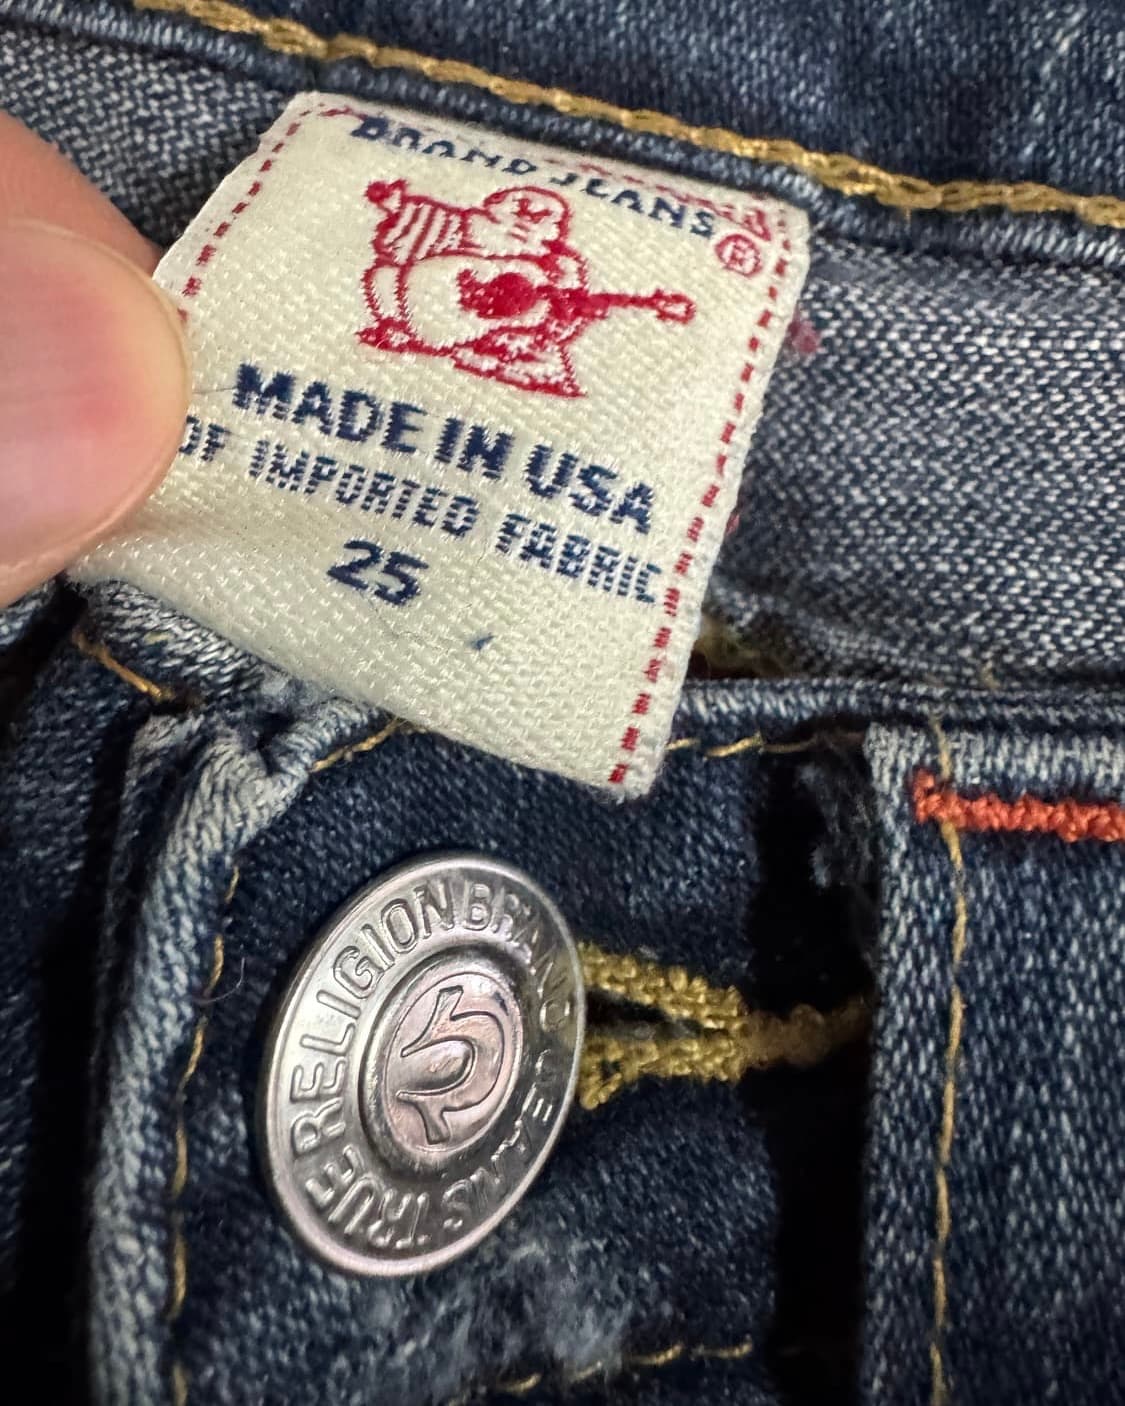 BRAND JEANS®
MADE IN USA
OF IMPORTED FABRIC
25
TRUE RELIGION BRAND JEANS